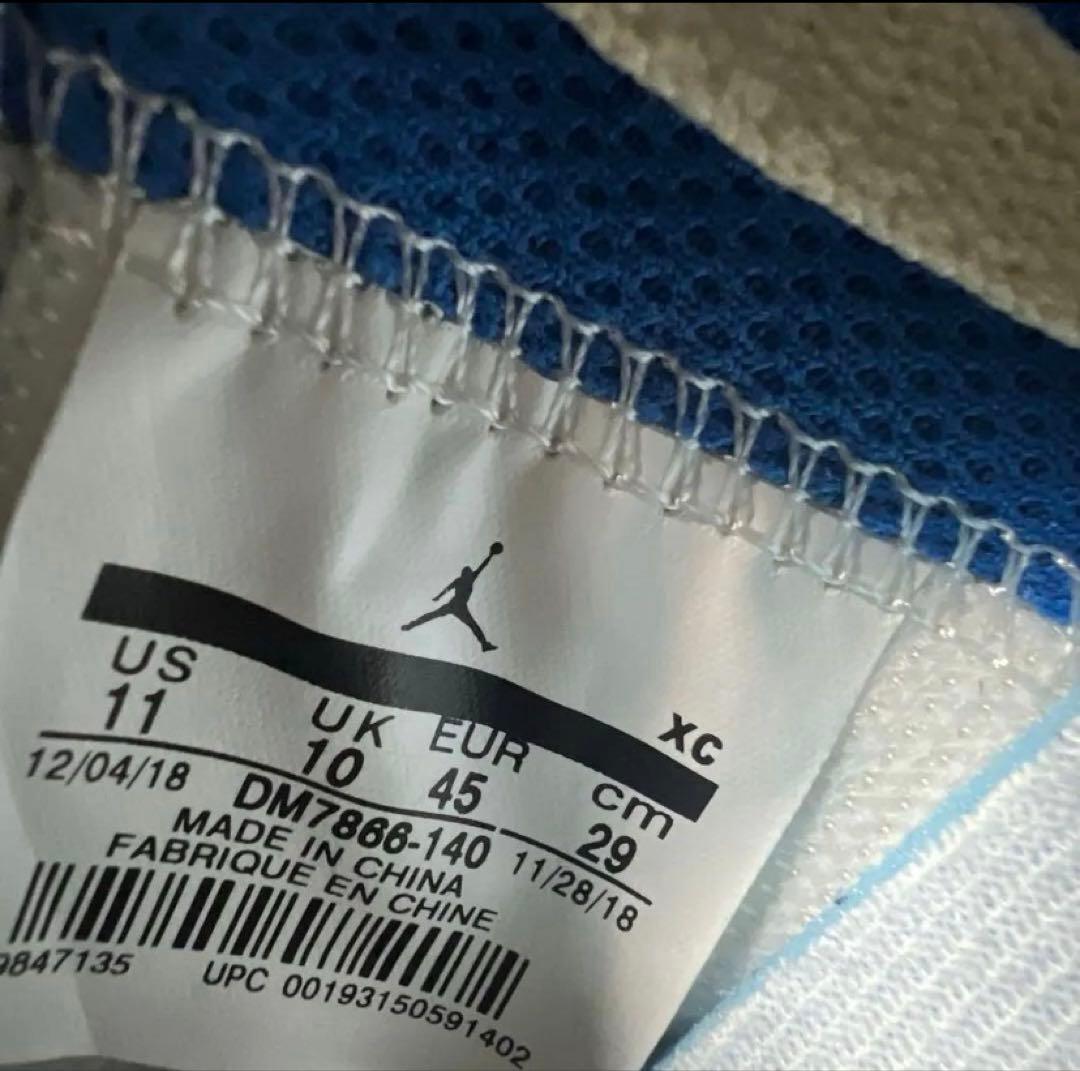 XC
US UK EUR cm
11 10 45 29
12/04/18 DM7866-140 11/28/18
MADE IN CHINA
FABRIQUE EN CHINE
9847135 UPC 00193150591402